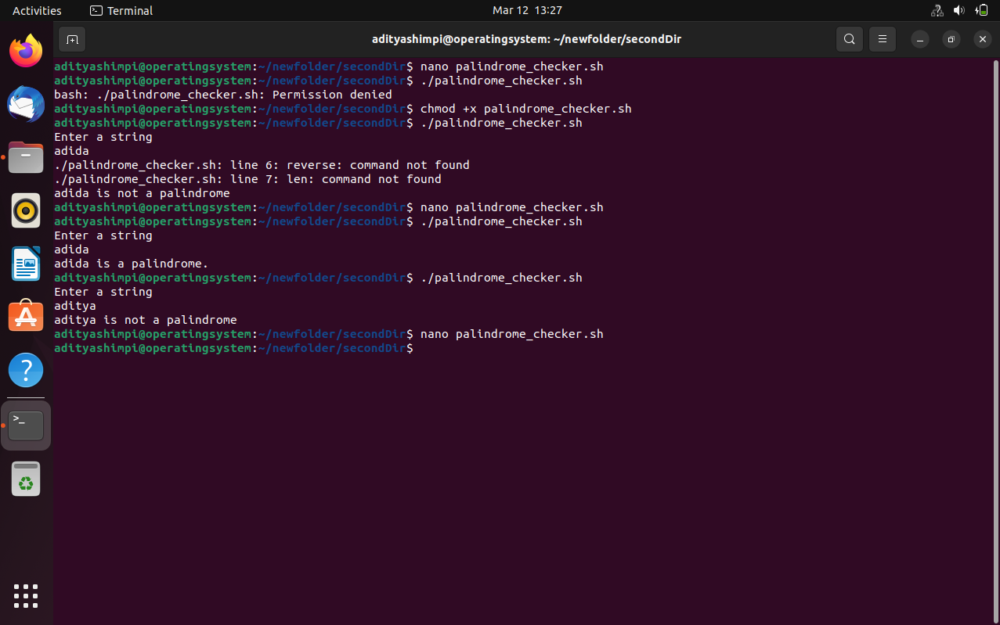 Activities
Terminal
Mar 12 13:27
adityashimpi@operatingsystem: ~/newfolder/secondDir
adityashimpi@operatingsystem:~/newfolder/secondDir$ nano palindrome_checker.sh
adityashimpi@operatingsystem:~/newfolder/secondDir$ ./palindrome_checker.sh
bash: ./palindrome_checker.sh: Permission denied
adityashimpi@operatingsystem:~/newfolder/secondDir$ chmod +x palindrome_checker.sh
adityashimpi@operatingsystem:~/newfolder/secondDir$ ./palindrome_checker.sh
Enter a string
adida
./palindrome_checker.sh: line 6: reverse: command not found
./palindrome_checker.sh: line 7: len: command not found
adida is not a palindrome
adityashimpi@operatingsystem:~/newfolder/secondDir$ nano palindrome_checker.sh
adityashimpi@operatingsystem:~/newfolder/secondDir$ ./palindrome_checker.sh
Enter a string
adida
adida is a palindrome.
adityashimpi@operatingsystem:~/newfolder/secondDir$ ./palindrome_checker.sh
Enter a string
aditya
aditya is not a palindrome
adityashimpi@operatingsystem:~/newfolder/secondDir$ nano palindrome_checker.sh
adityashimpi@operatingsystem:~/newfolder/secondDir$